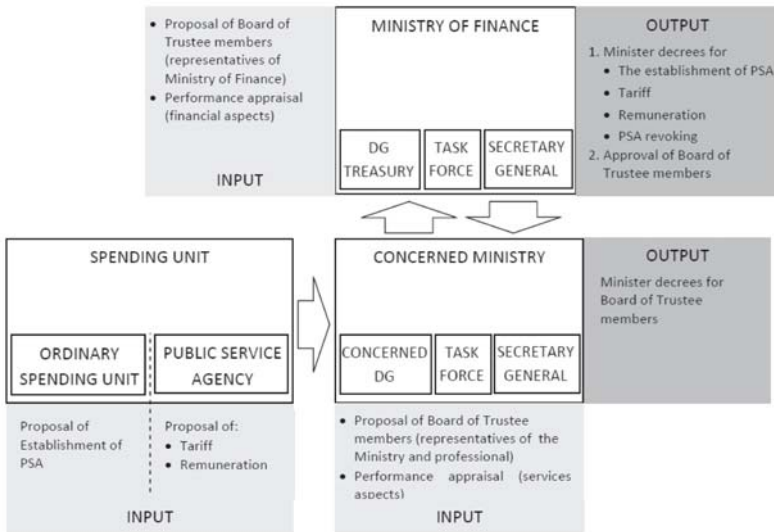 • Proposal of Board of
Trustee members
(representatives of
Ministry of Finance)
• Performance appraisal
(financial aspects)
INPUT
MINISTRY OF FINANCE
DG
TREASURY
TASK
FORCE
SECRETARY
GENERAL
OUTPUT
1. Minister decrees for
• The establishment of PSA
• Tariff
• Remuneration
• PSA revoking
2. Approval of Board of
Trustee members
SPENDING UNIT
ORDINARY
SPENDING UNIT
PUBLIC SERVICE
AGENCY
Proposal of
Establishment of
PSA
Proposal of:
• Tariff
• Remuneration
INPUT
CONCERNED MINISTRY
CONCERNED
DG
TASK
FORCE
SECRETARY
GENERAL
• Proposal of Board of Trustee
members (representatives of the
Ministry and professional)
• Performance appraisal (services
aspects)
INPUT
OUTPUT
Minister decrees for
Board of Trustee
members